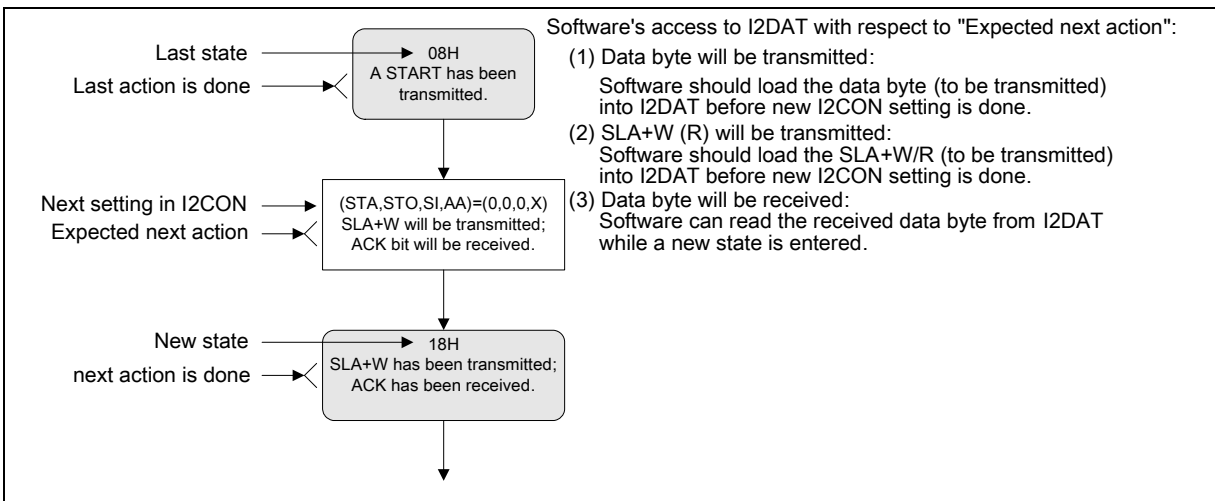 Last state
Last action is done
08H
A START has been
transmitted.
Next setting in I2CON
Expected next action
(STA,STO,SI,AA)=(0,0,0,X)
SLA+W will be transmitted;
ACK bit will be received.
New state
next action is done
18H
SLA+W has been transmitted;
ACK has been received.
Software's access to I2DAT with respect to "Expected next action":
(1) Data byte will be transmitted:
Software should load the data byte (to be transmitted)
into I2DAT before new I2CON setting is done.
(2) SLA+W (R) will be transmitted:
Software should load the SLA+W/R (to be transmitted)
into I2DAT before new I2CON setting is done.
(3) Data byte will be received:
Software can read the received data byte from I2DAT
while a new state is entered.